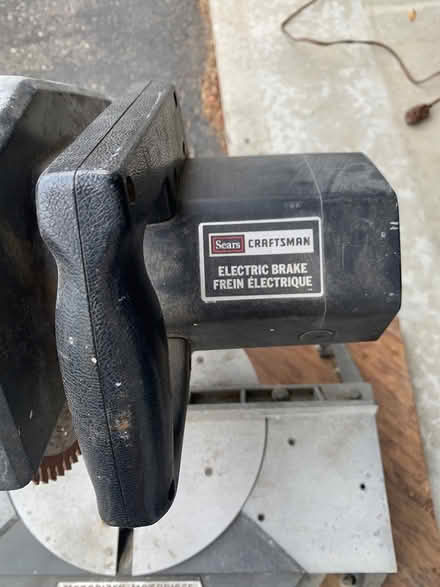 Sears CRAFTSMAN
ELECTRIC BRAKE
FREIN ÉLECTRIQUE